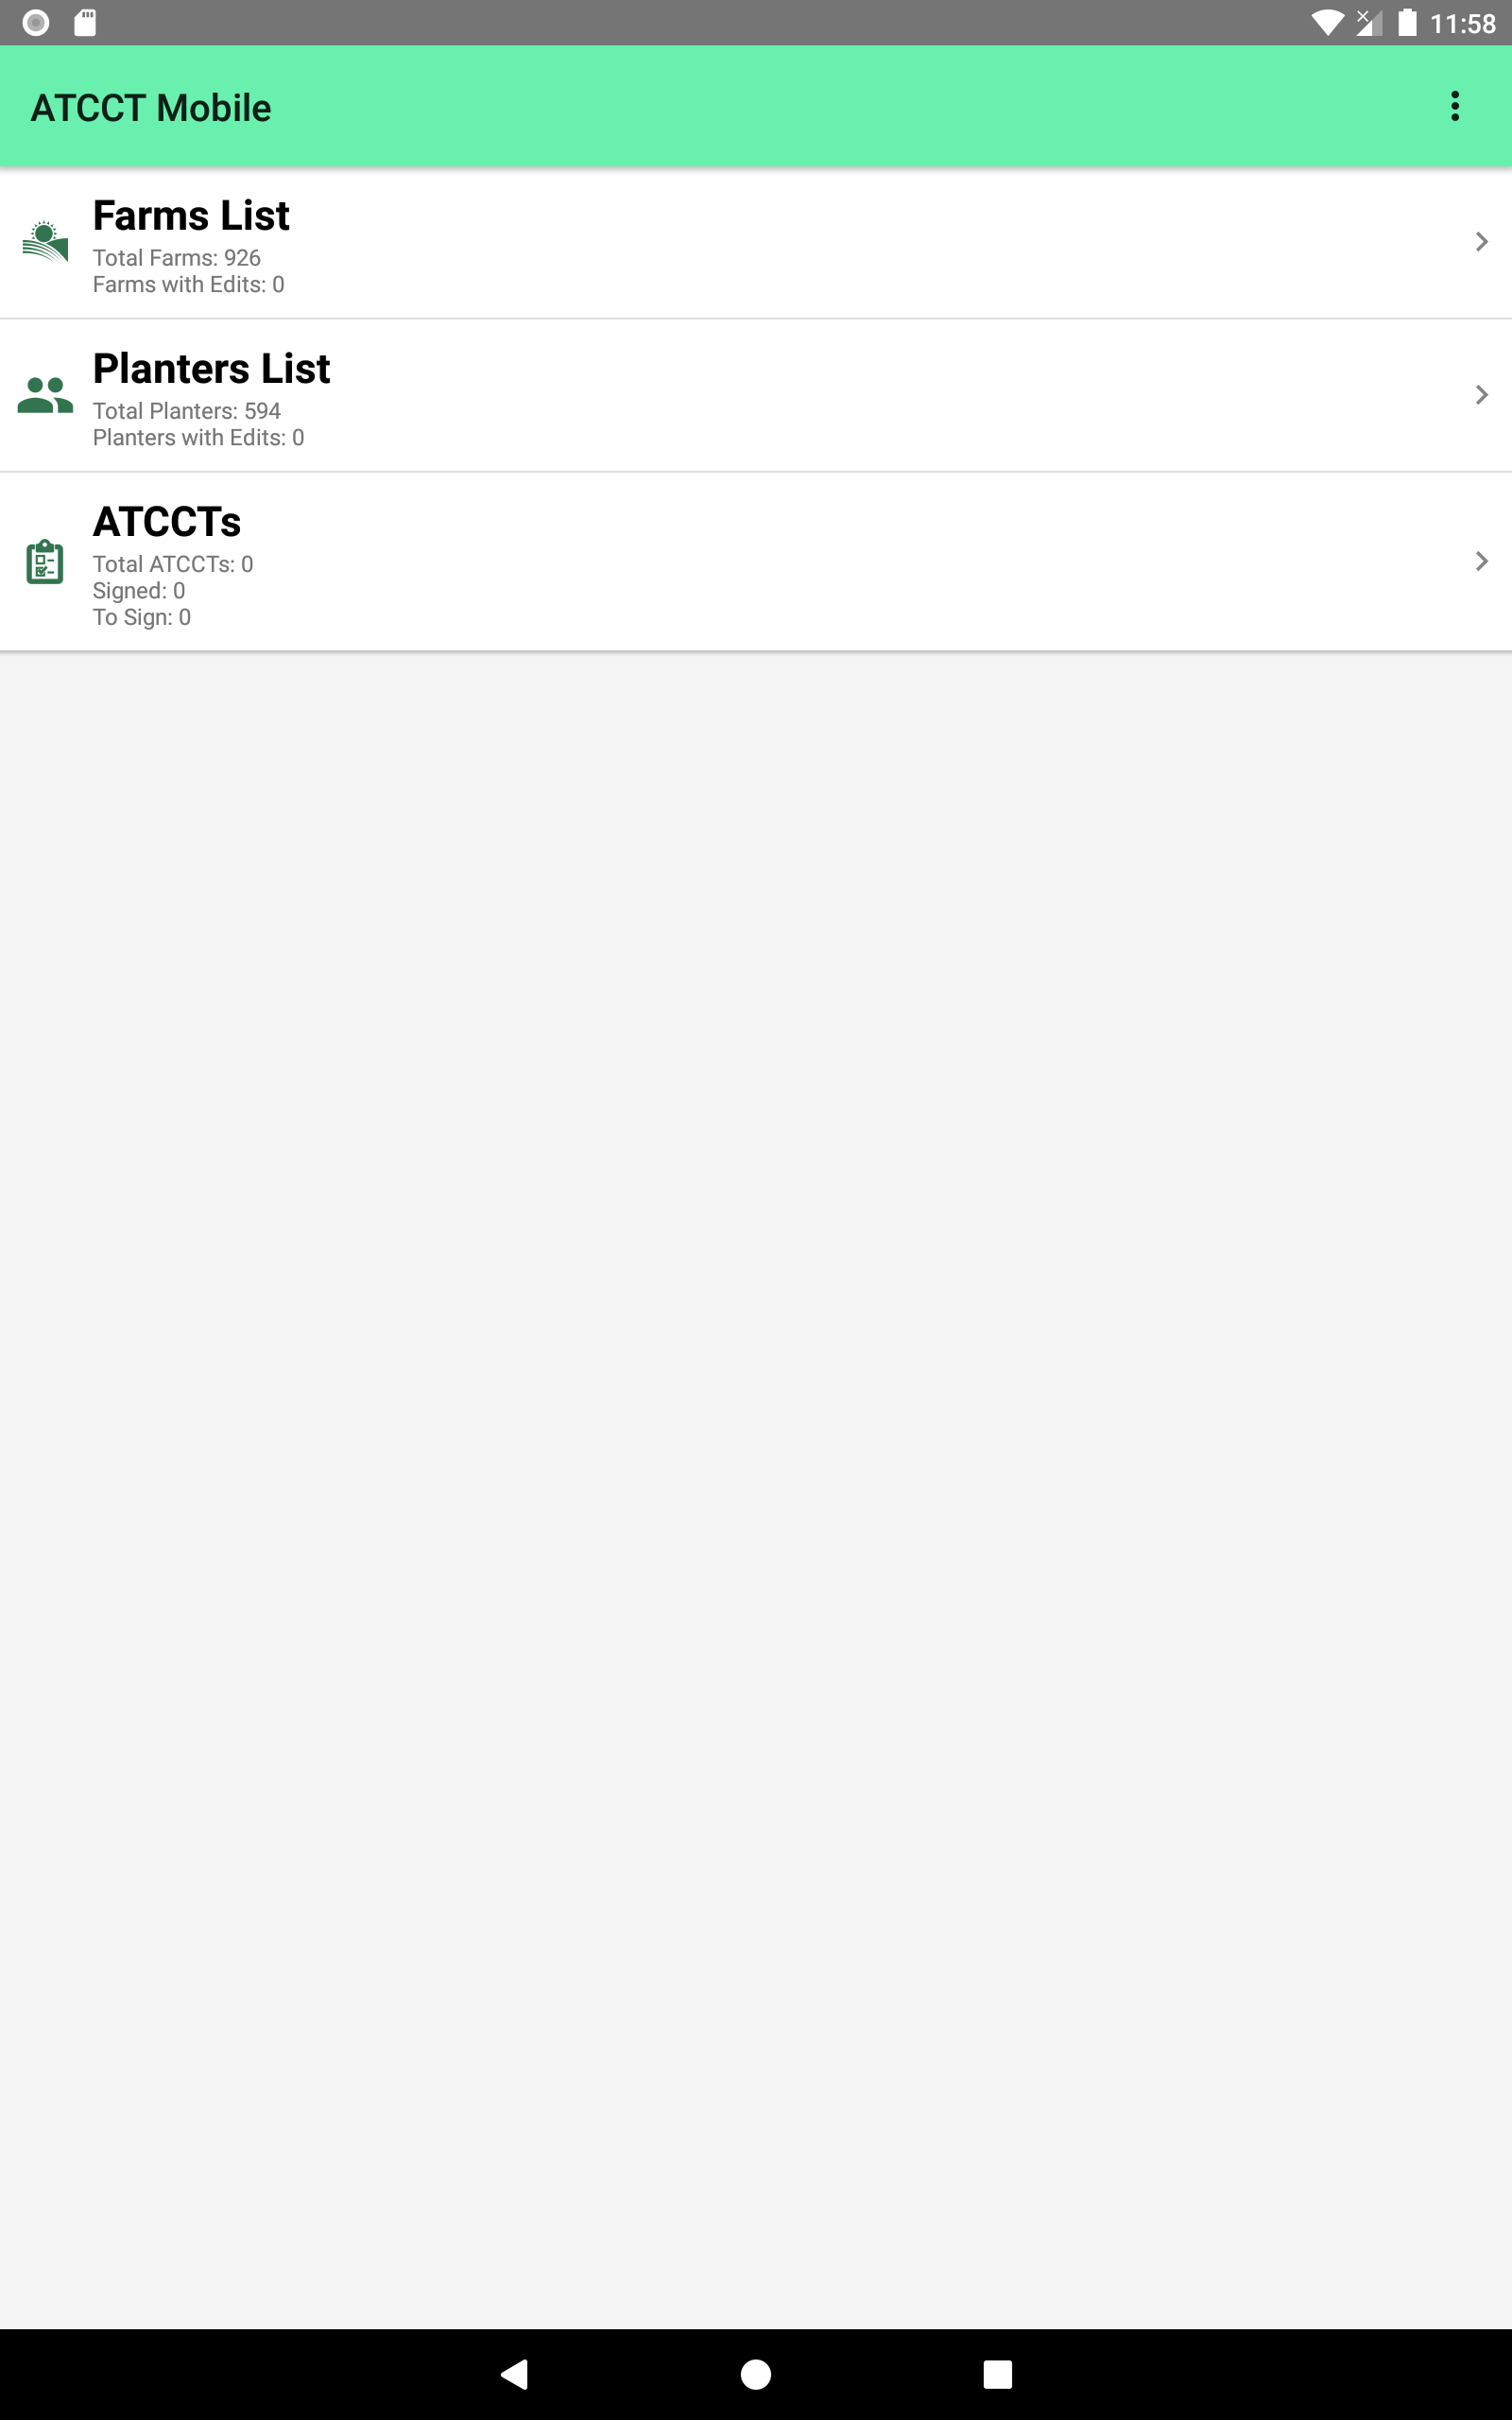 11:58
ATCCT Mobile
Farms List
Total Farms: 926
Farms with Edits: 0
Planters List
Total Planters: 594
Planters with Edits: 0
ATCCTs
Total ATCCTs: 0
Signed: 0
To Sign: 0